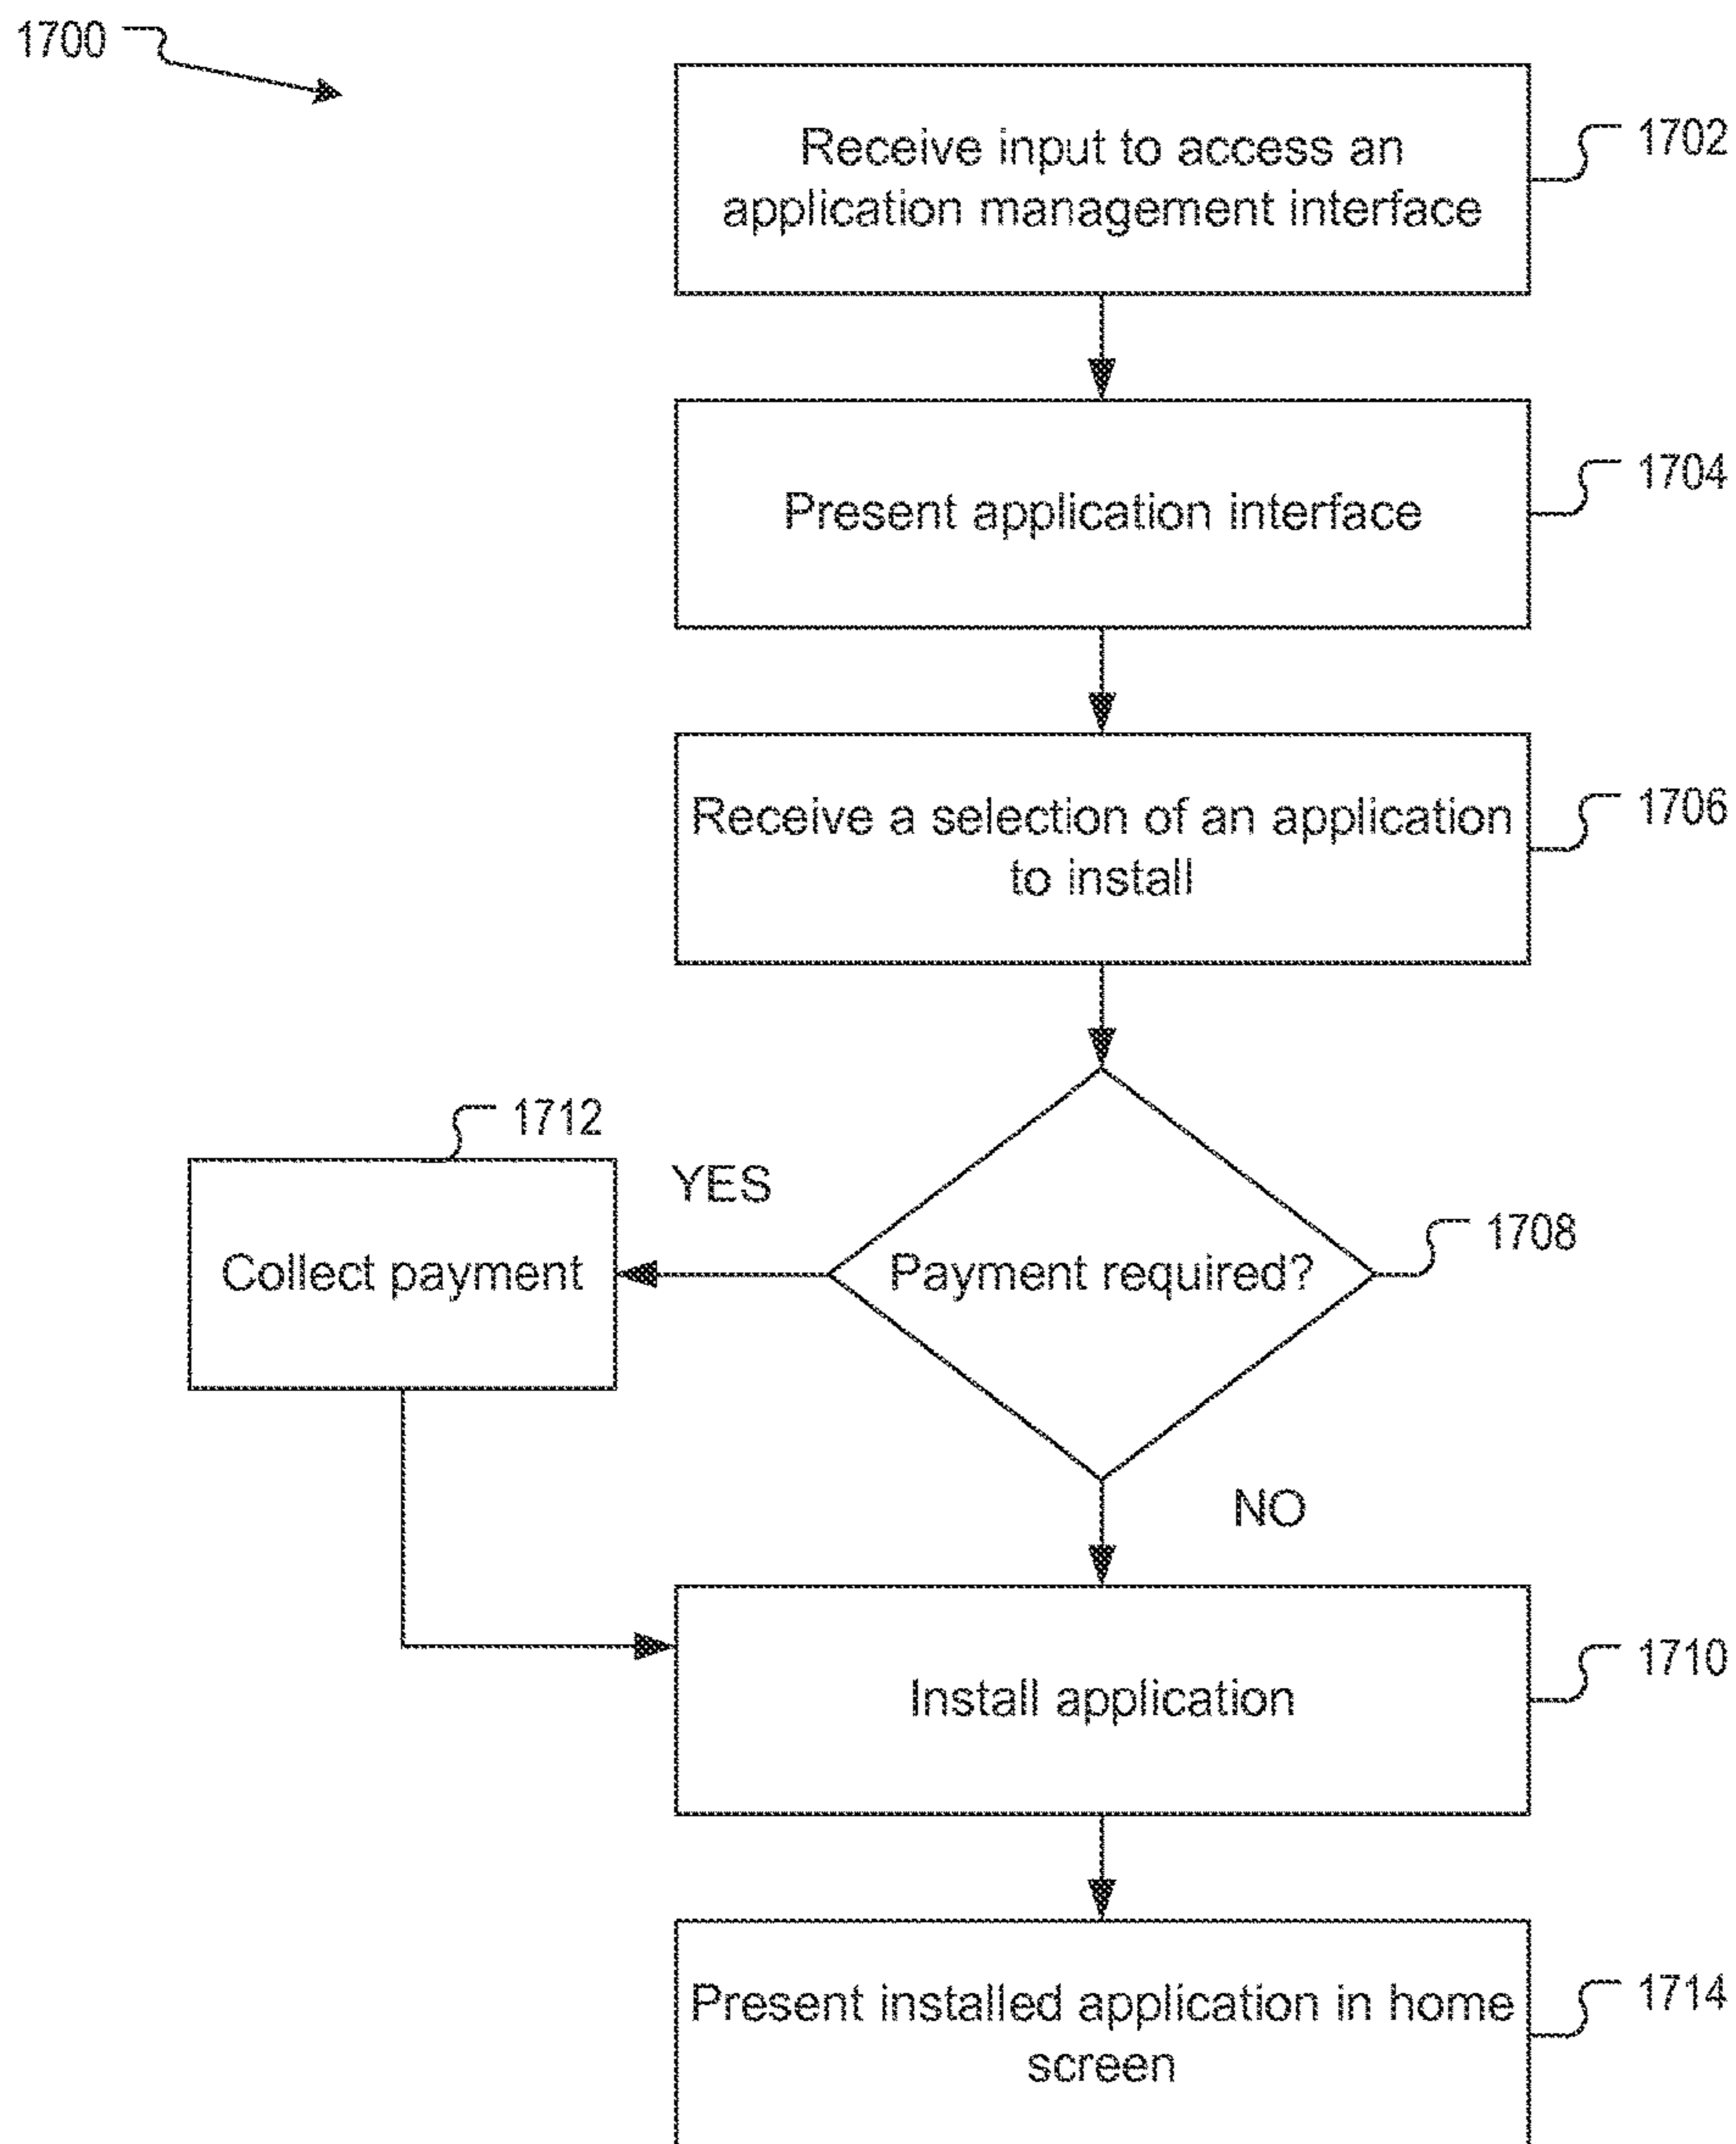 1700
Receive input to access an
application management interface
1702
Present application interface
1704
Receive a selection of an application
to install
1706
1712
YES
Collect payment
Payment required?
1708
NO
Install application
1710
Present installed application in home
screen
1714